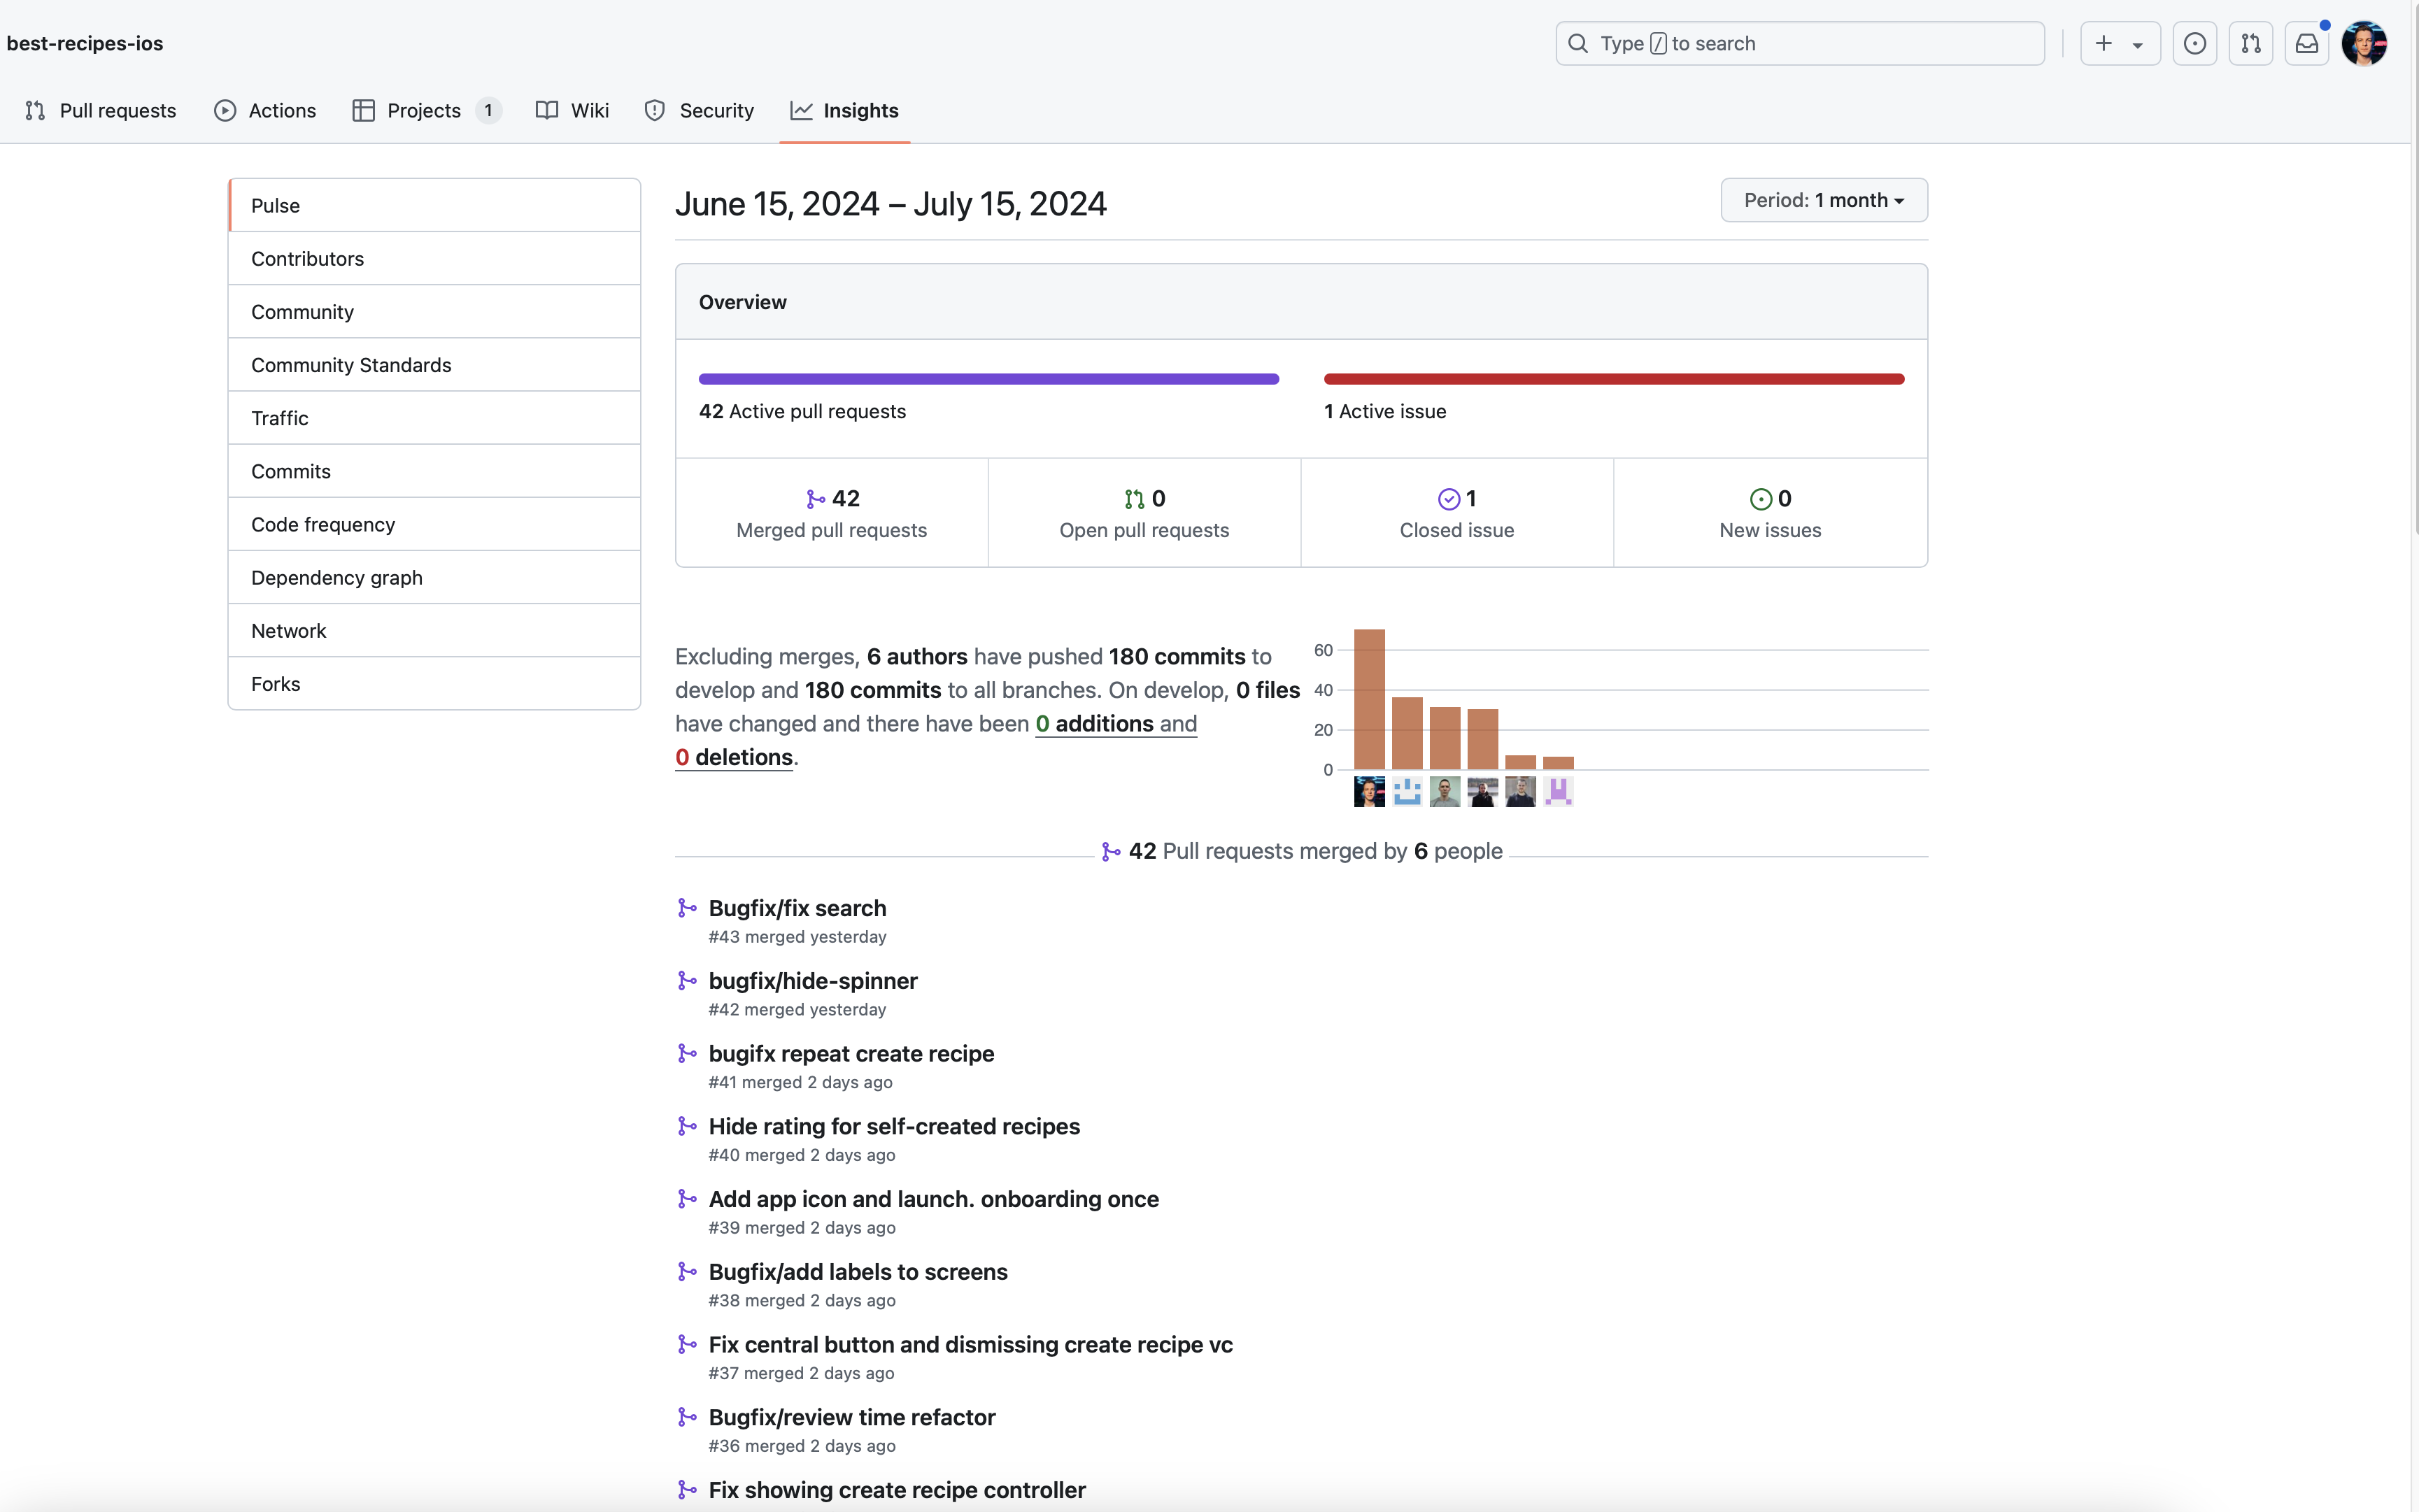 best-recipes-ios
Type / to search
Pull requests
Actions
Projects 1
Wiki
Security
Insights
Pulse
Contributors
Community
Community Standards
Traffic
Commits
Code frequency
Dependency graph
Network
Forks
June 15, 2024 – July 15, 2024
Period: 1 month
Overview
42 Active pull requests
1 Active issue
42
Merged pull requests
0
Open pull requests
1
Closed issue
0
New issues
Excluding merges, 6 authors have pushed 180 commits to
develop and 180 commits to all branches. On develop, 0 files
have changed and there have been 0 additions and
0 deletions.
60
40
20
0
42 Pull requests merged by 6 people
Bugfix/fix search
#43 merged yesterday
bugfix/hide-spinner
#42 merged yesterday
bugifx repeat create recipe
#41 merged 2 days ago
Hide rating for self-created recipes
#40 merged 2 days ago
Add app icon and launch. onboarding once
#39 merged 2 days ago
Bugfix/add labels to screens
#38 merged 2 days ago
Fix central button and dismissing create recipe vc
#37 merged 2 days ago
Bugfix/review time refactor
#36 merged 2 days ago
Fix showing create recipe controller